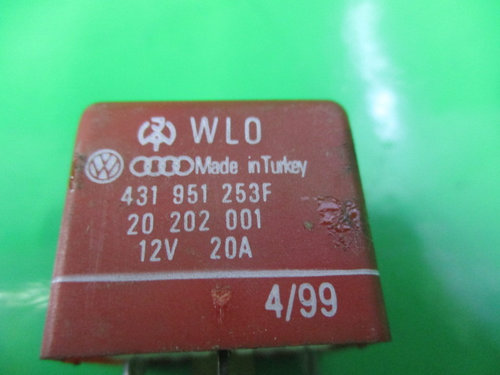 WLO
Made in Turkey
431 951 253F
20 202 001
12V 20A
4/99